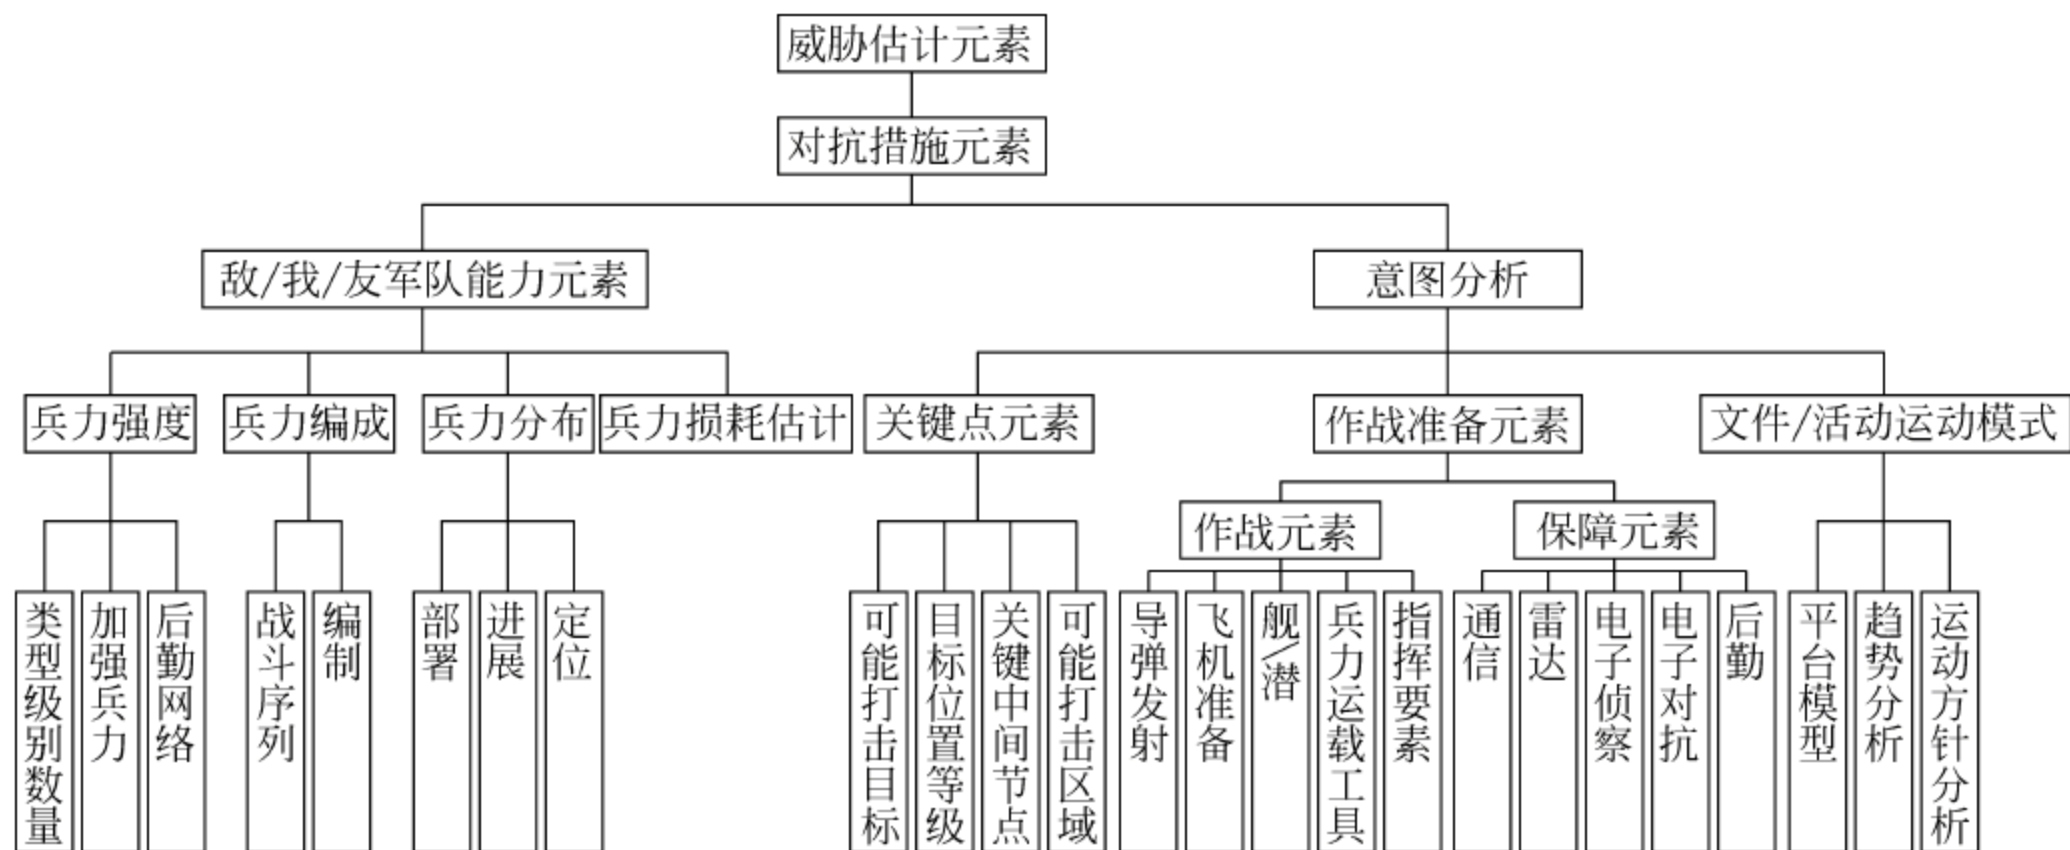 威胁估计元素
对抗措施元素
敌/我/友军队能力元素
意图分析
兵力强度
兵力编成
兵力分布
兵力损耗估计
关键点元素
作战准备元素
文件/活动运动模式
作战元素
保障元素
类型级别数量
加强兵力
后勤网络
战斗序列
编制
部署
进展
定位
可能打击目标
目标位置等级
关键中间节点
可能打击区域
导弹发射
飞机准备
舰/潜
兵力运载工具
指挥要素
通信
雷达
电子侦察
电子对抗
后勤
平台模型
趋势分析
运动方针分析